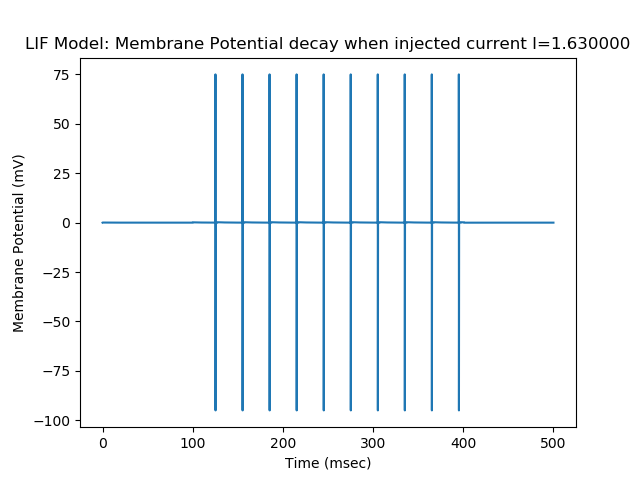 LIF Model: Membrane Potential decay when injected current I=1.630000
75
50
25
0
−25
−50
−75
−100
Membrane Potential (mV)
0 100 200 300 400 500
Time (msec)